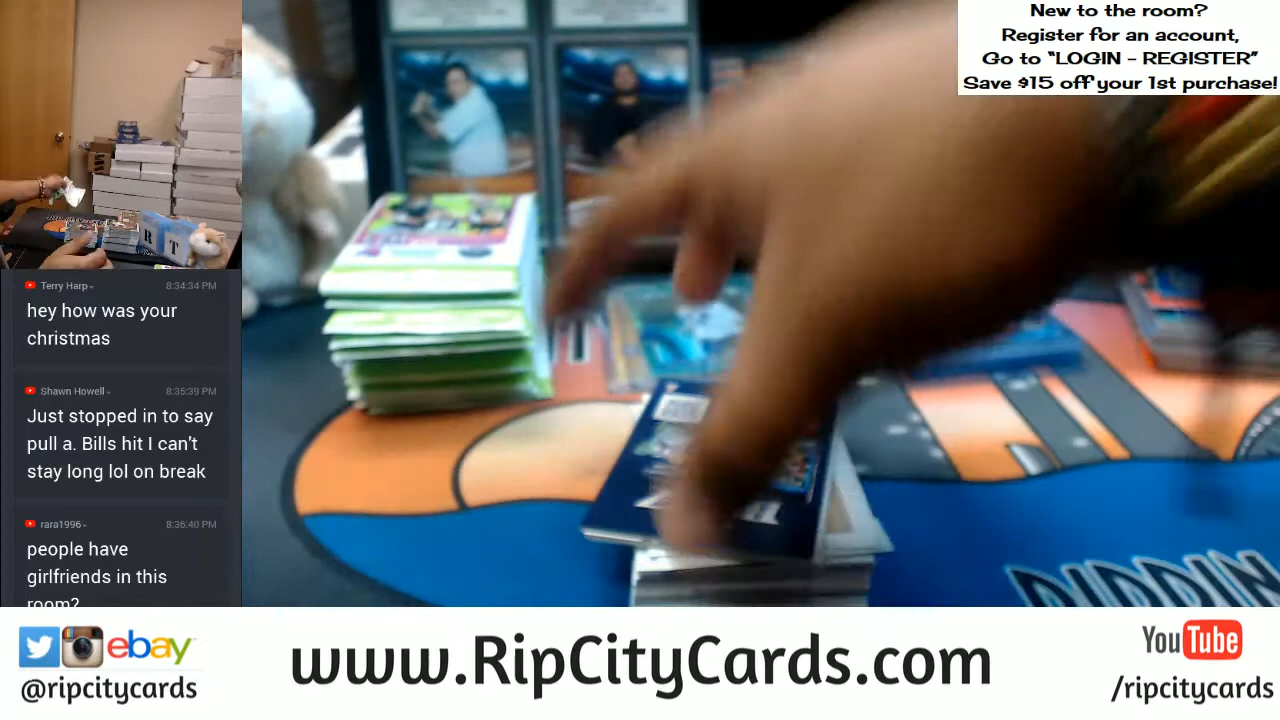 New to the room?
Register for an account,
Go to “LOGIN – REGISTER”
Save $15 off your 1st purchase!
R
T
Terry Harp
8:34:34 PM
hey how was your
christmas
Shawn Howell
8:35:39 PM
Just stopped in to say
pull a. Bills hit I can't
stay long lol on break
rara1996
8:36:40 PM
people have
girlfriends in this
room?
RIPPIN
ebay
@ripcitycards
www.RipCityCards.com
YouTube
/ripcitycards